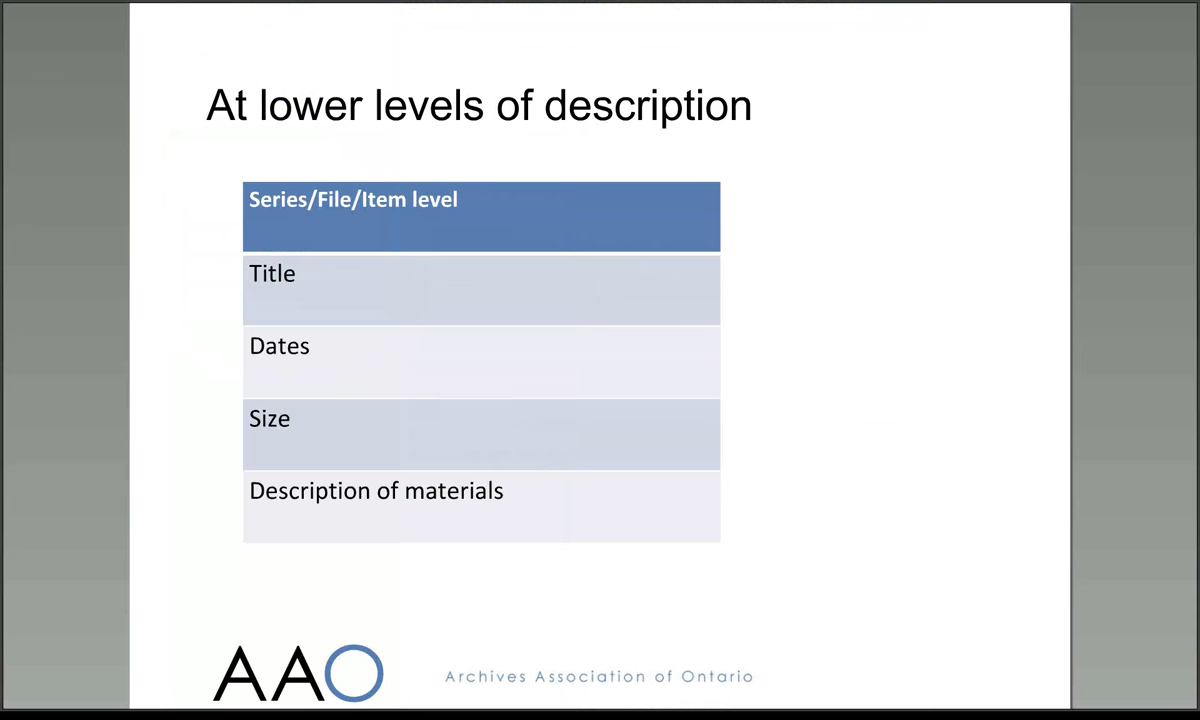 At lower levels of description
Series/File/Item level
Title
Dates
Size
Description of materials
AAO
Archives Association of Ontario